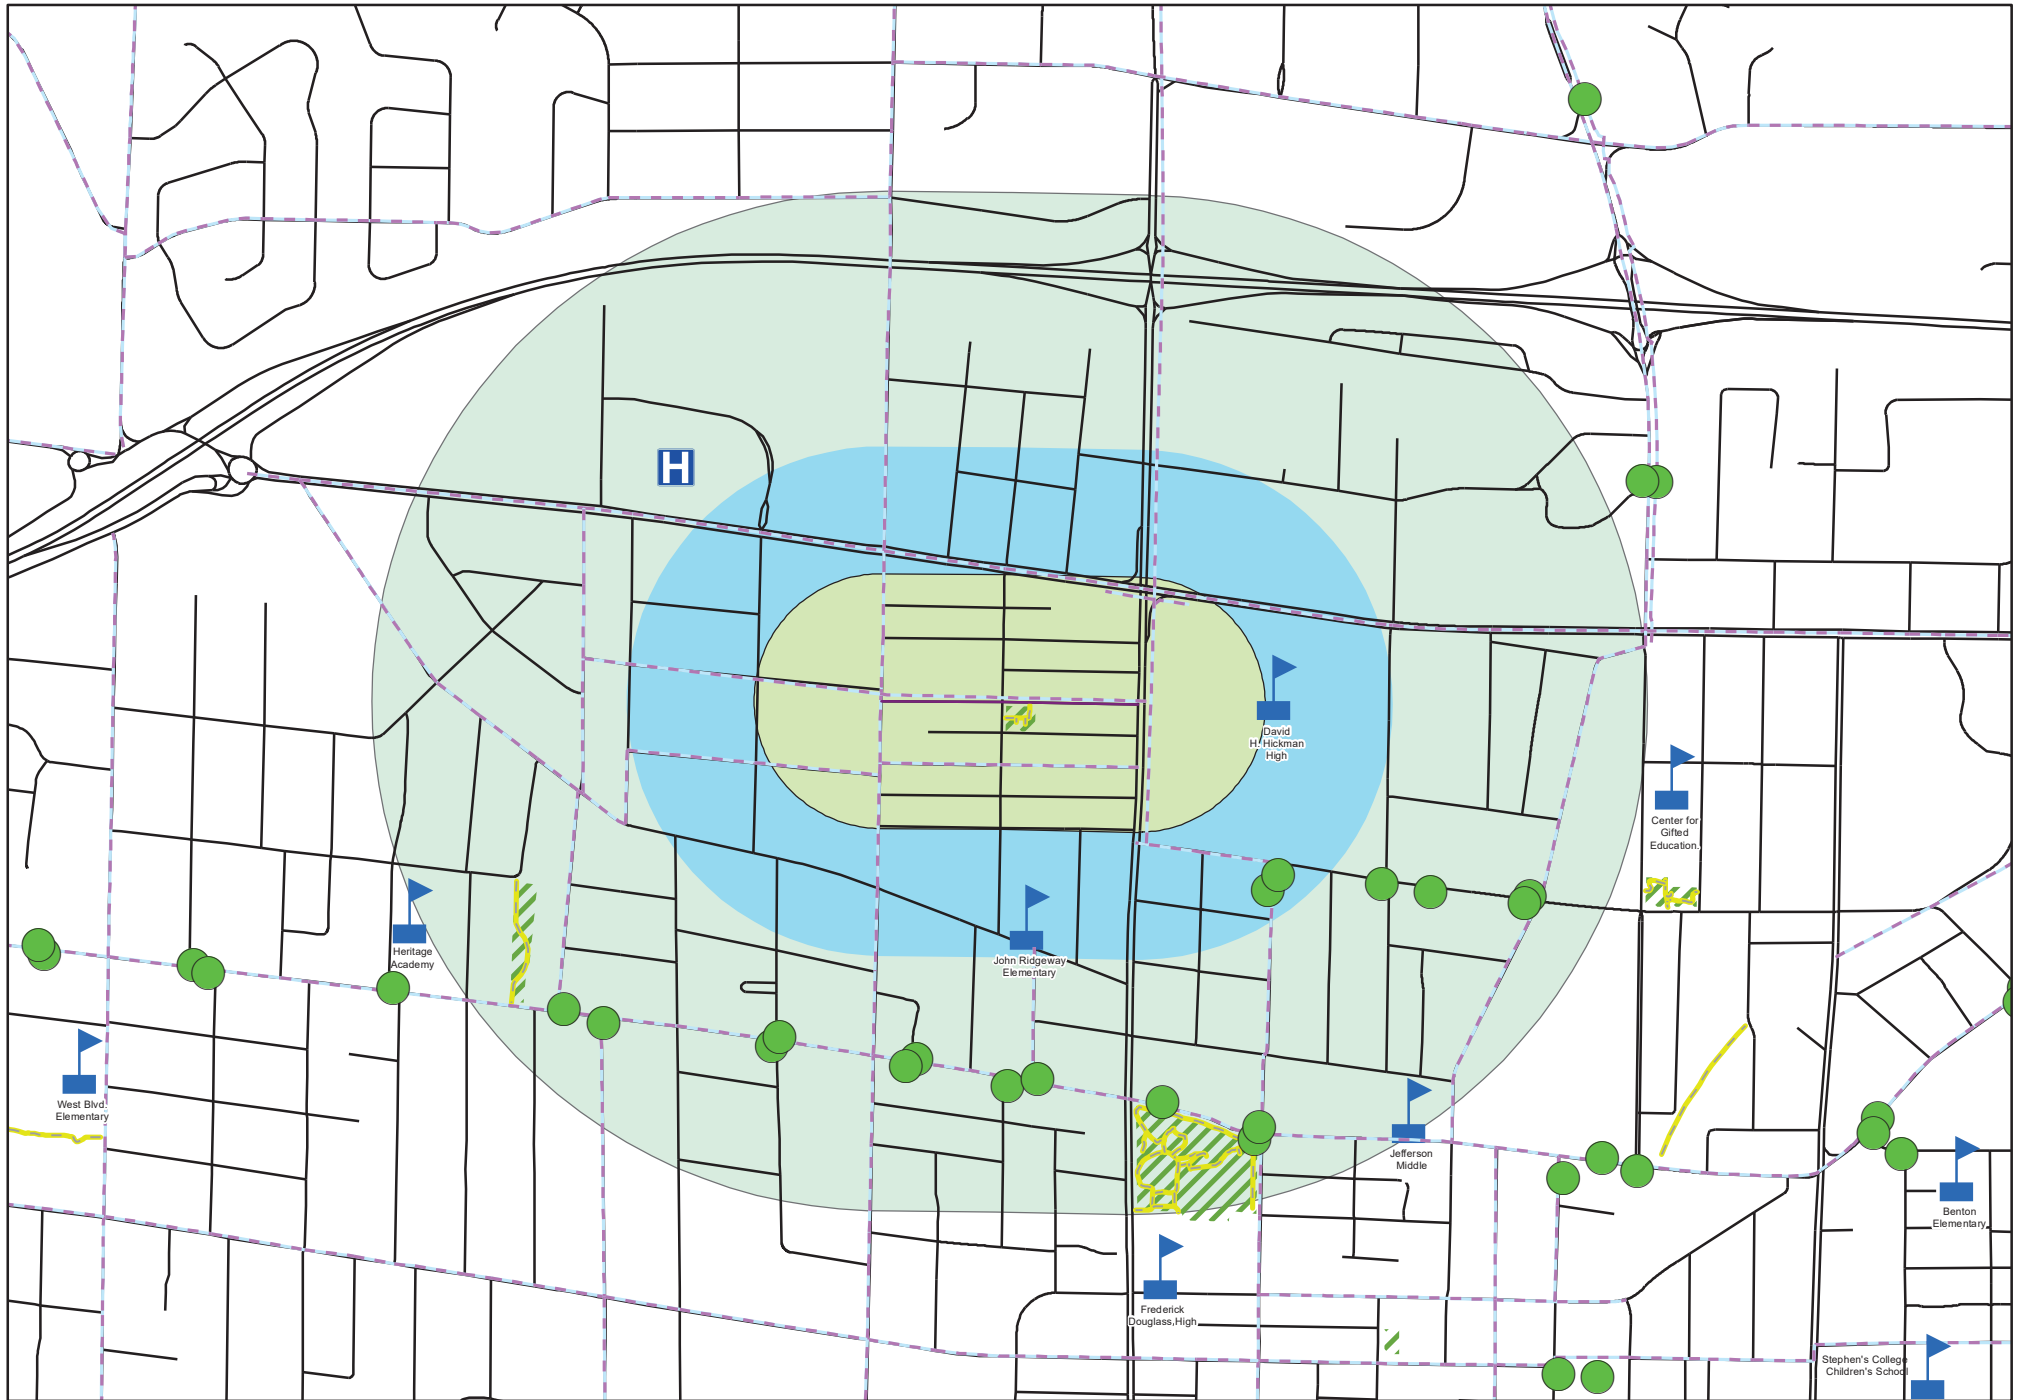 H
David
H. Hickman
High
Center for
Gifted
Education.
Heritage
Academy
John Ridgeway
Elementary
West Blvd.
Elementary
Jefferson
Middle
Benton
Elementary
Frederick
Douglass,High
Stephen's College
Children's School